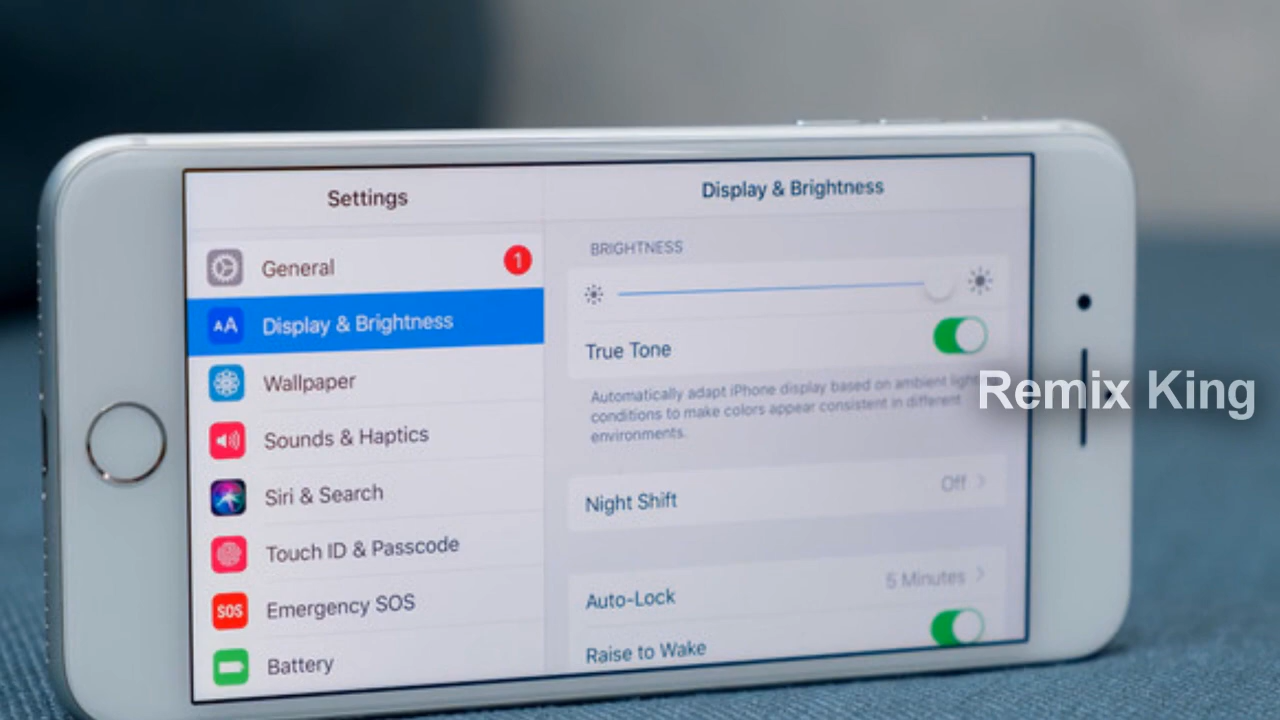 Settings
General
1
AA Display & Brightness
Wallpaper
Sounds & Haptics
Siri & Search
Touch ID & Passcode
SOS Emergency SOS
Battery
Display & Brightness
BRIGHTNESS
True Tone
Automatically adapt iPhone display based on ambient light
conditions to make colors appear consistent in different
environments.
Night Shift Off
Auto-Lock 5 Minutes
Raise to Wake
Remix King